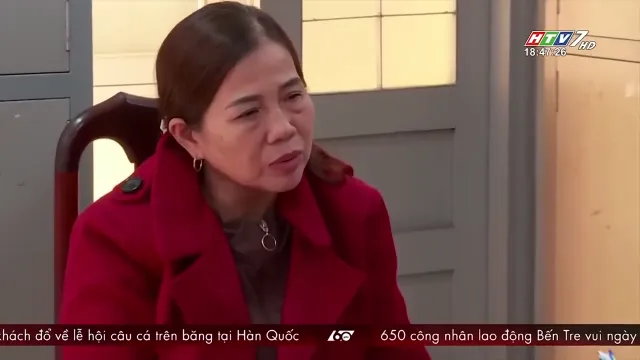 HTV7 HD
18:47:26
khách đổ về lễ hội câu cá trên băng tại Hàn Quốc 60 650 công nhân lao động Bến Tre vui ngày